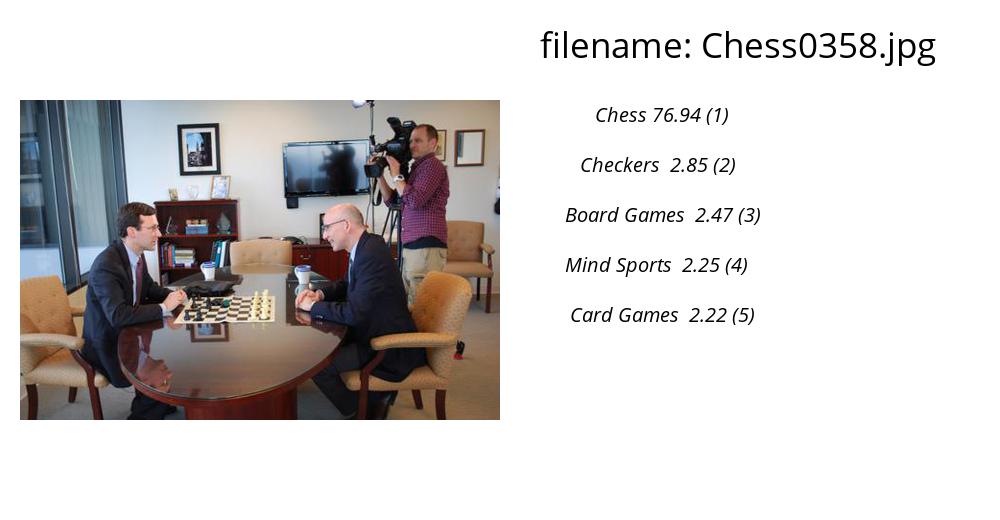 filename: Chess0358.jpg
Chess 76.94 (1)
Checkers 2.85 (2)
Board Games 2.47 (3)
Mind Sports 2.25 (4)
Card Games 2.22 (5)